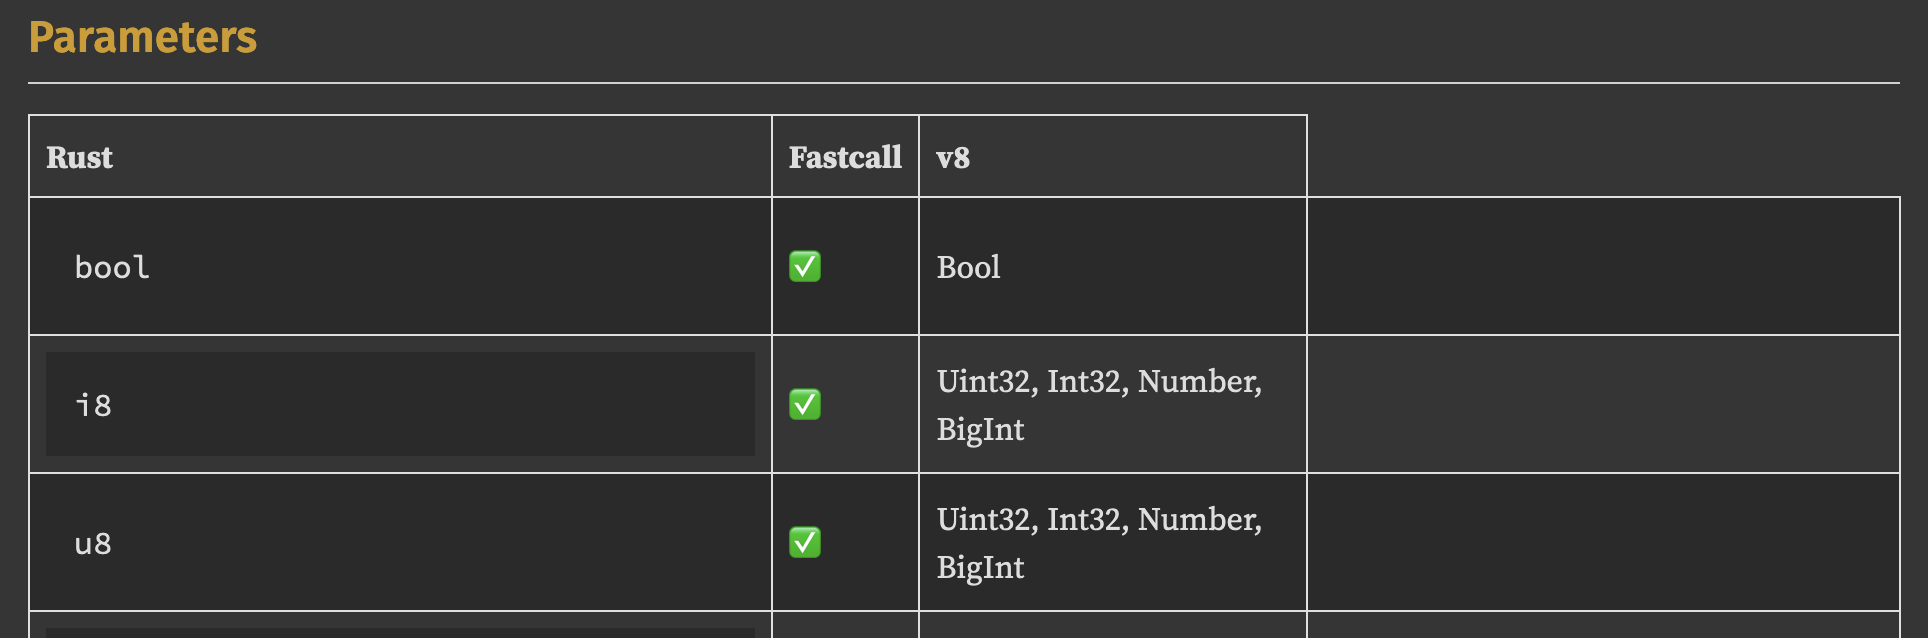 Parameters
Rust Fastcall v8
bool ✅ Bool
i8 ✅ Uint32, Int32, Number,
BigInt
u8 ✅ Uint32, Int32, Number,
BigInt